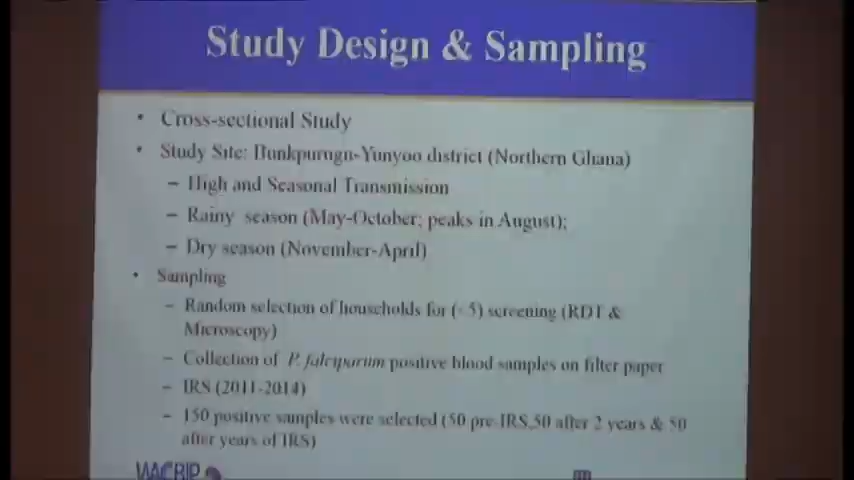 Study Design & Sampling
• Cross-sectional Study
• Study Site: Bunkpurugu-Yunyoo district (Northern Ghana)
– High and Seasonal Transmission
– Rainy season (May-October; peaks in August);
– Dry season (November-April)
• Sampling
– Random selection of households for (<5) screening (RDT &
Microscopy)
– Collection of P. falciparum positive blood samples on filter paper
– IRS (2011-2014)
– 150 positive samples were selected (50 pre-IRS,50 after 2 years & 50
after years of IRS)
WACBIP